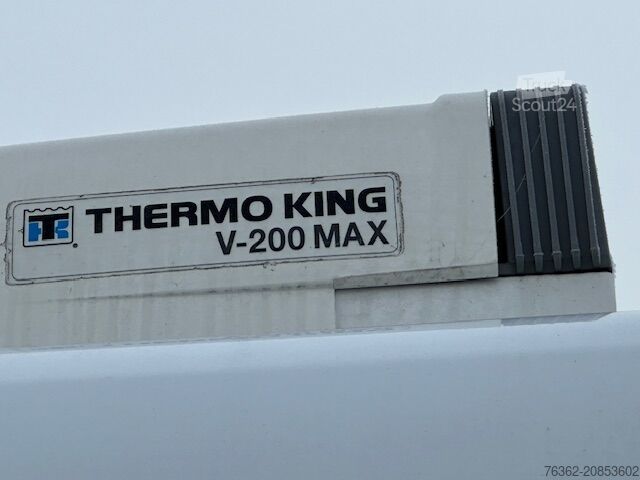 Truck
Scout24
TK THERMO KING
V-200 MAX
76362-20853602